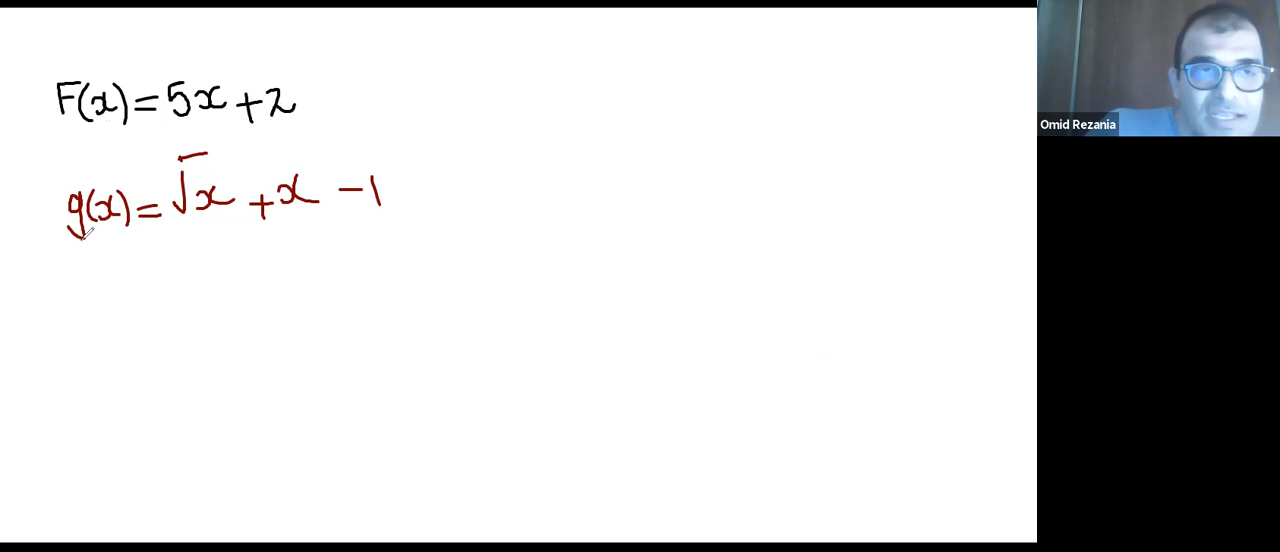 F(x) = 5x + 2
g(x) = √x + x - 1
Omid Rezania